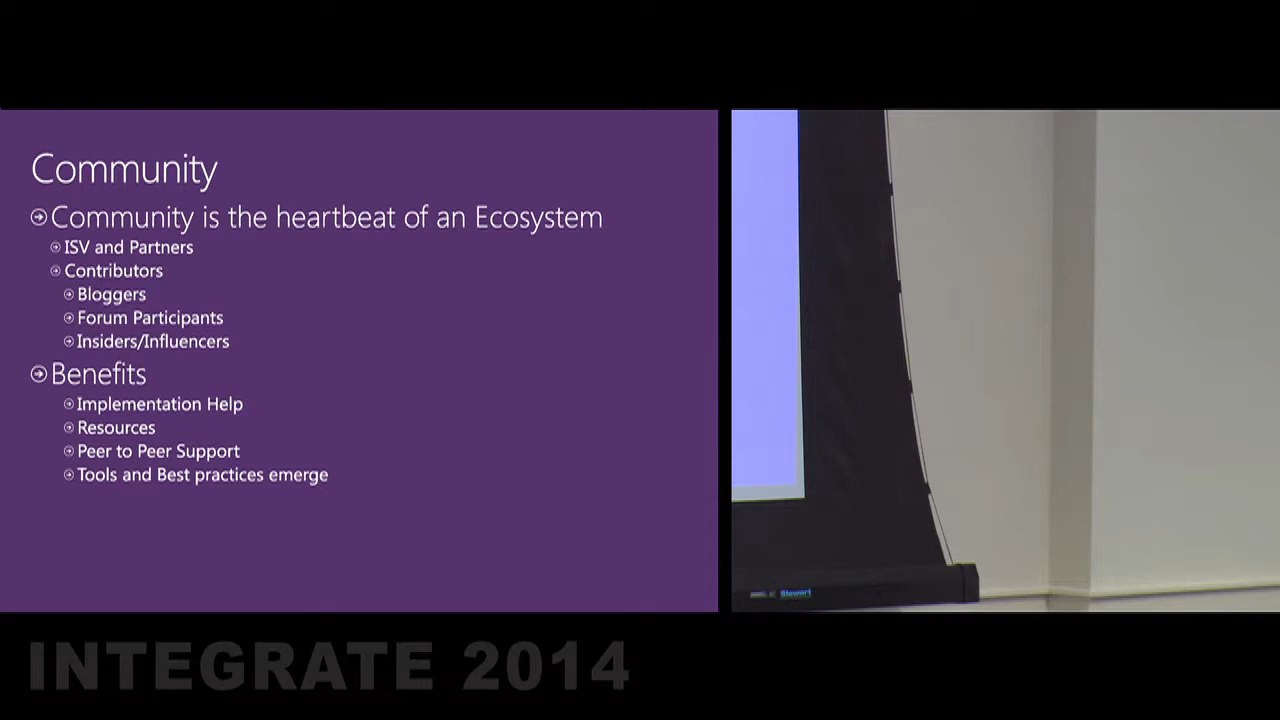 Community
Community is the heartbeat of an Ecosystem
ISV and Partners
Contributors
Bloggers
Forum Participants
Insiders/Influencers
Benefits
Implementation Help
Resources
Peer to Peer Support
Tools and Best practices emerge
Stewart
INTEGRATE 2014